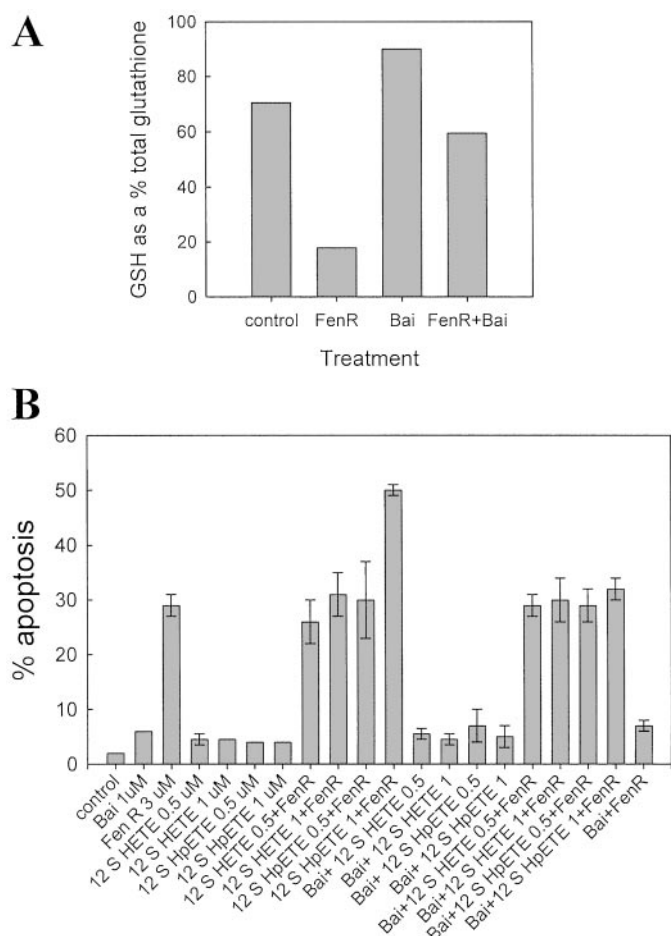 A
100
80
60
40
20
0
GSH as a % total glutathione
control FenR Bai FenR+Bai
Treatment
B
60
50
40
30
20
10
0
% apoptosis
control
Bai 1uM
Fen R 3 uM
12 S HETE 0.5 uM
12 S HETE 1 uM
12 S HpETE 0.5 uM
12 S HpETE 1 uM
12 S HETE 0.5+FenR
12 S HETE 1+FenR
12 S HpETE 0.5+FenR
12 S HpETE 1+FenR
Bai+ 12 S HETE 0.5
Bai+ 12 S HETE 1
Bai+ 12 S HpETE 0.5
Bai+ 12 S HpETE 1
Bai+12 S HETE 0.5+FenR
Bai+12 S HETE 1+FenR
Bai+12 S HpETE 0.5+FenR
Bai+12 S HpETE 1+FenR
Bai+FenR